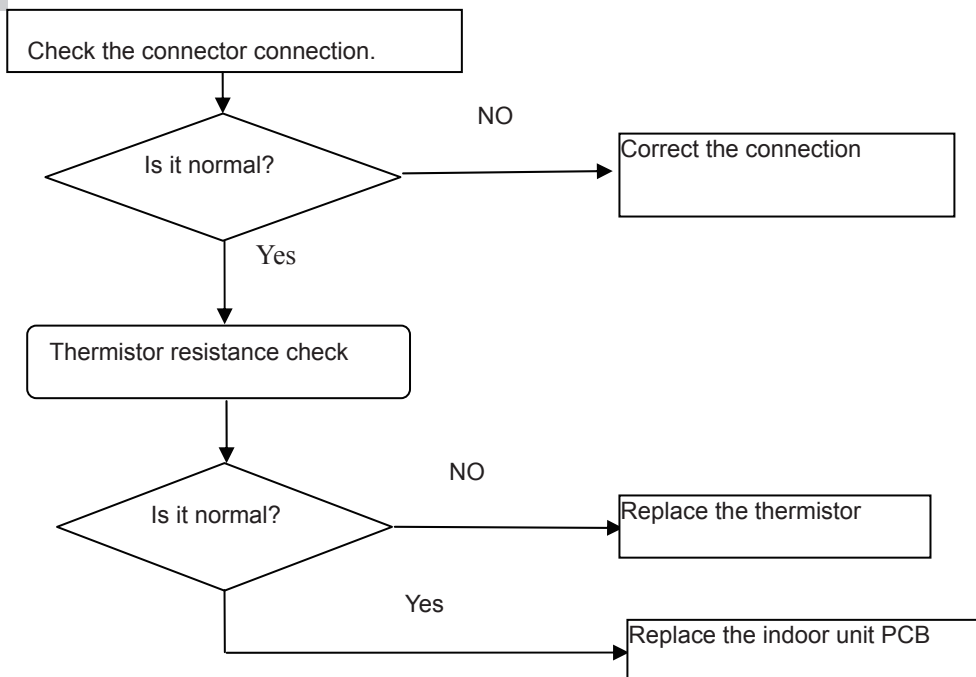 Check the connector connection.
NO
Is it normal?
Correct the connection
Yes
Thermistor resistance check
NO
Is it normal?
Replace the thermistor
Yes
Replace the indoor unit PCB